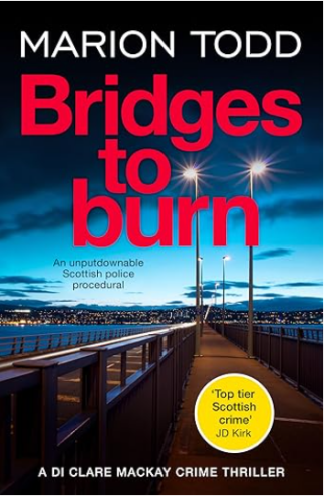 MARION TODD
Bridges
to
burn
An unputdownable
Scottish police
procedural
'Top tier
Scottish
crime'
JD Kirk
A DI CLARE MACKAY CRIME THRILLER